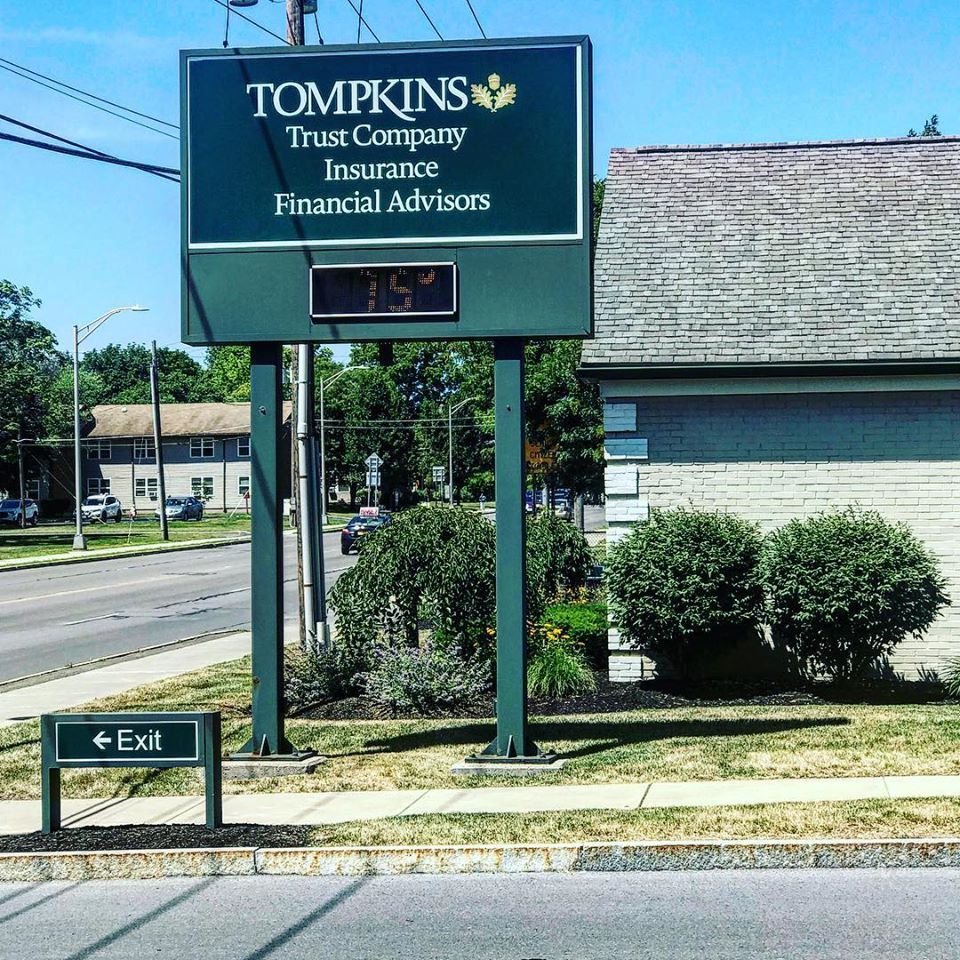 TOMPKINS
Trust Company
Insurance
Financial Advisors
75°
← Exit